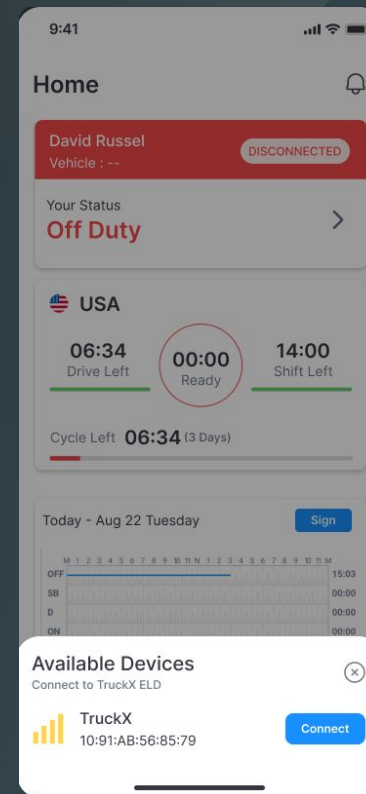 9:41
Home
David Russel
Vehicle : --
DISCONNECTED
Your Status
Off Duty
USA
06:34
Drive Left
00:00
Ready
14:00
Shift Left
Cycle Left 06:34 (3 Days)
Today - Aug 22 Tuesday
Sign
M 1 2 3 4 5 6 7 8 9 10 11 N 1 2 3 4 5 6 7 8 9 10 11 M
OFF 15:03
SB 00:00
D 00:00
ON 00:00
Available Devices
Connect to TruckX ELD
TruckX
10:91:AB:56:85:79
Connect